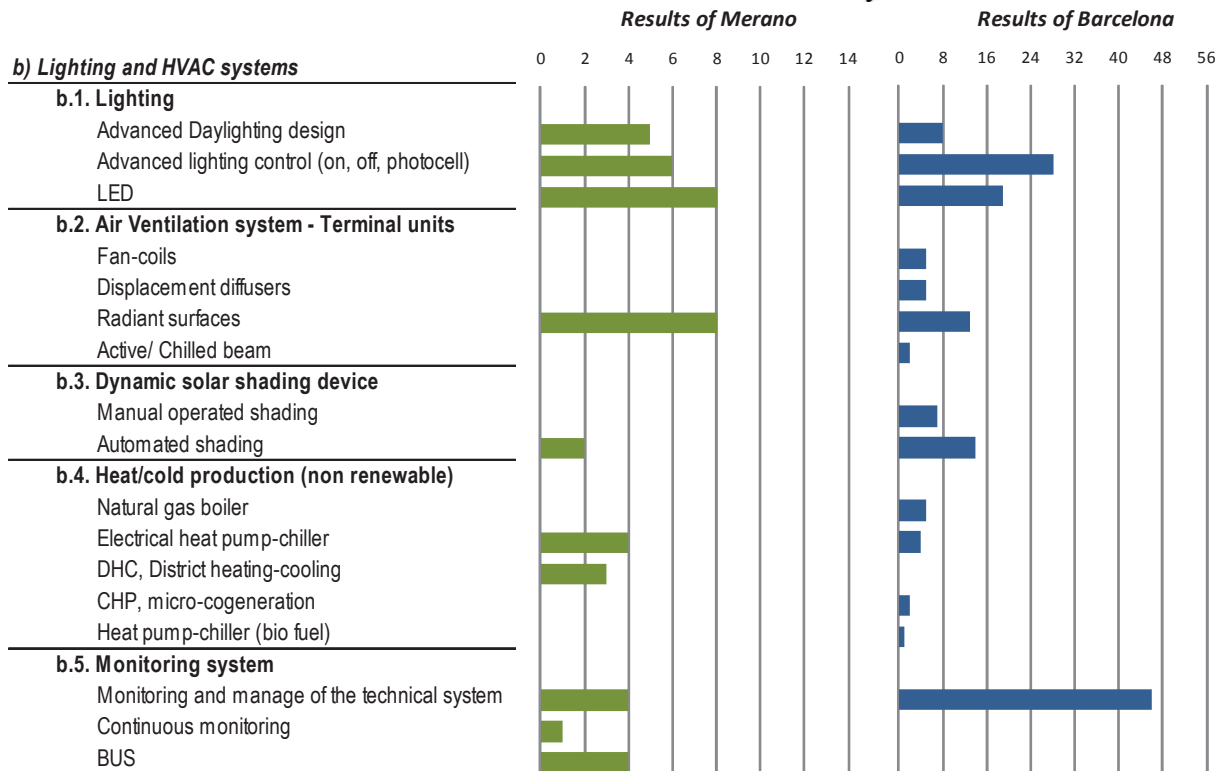 Results of Merano Results of Barcelona
b) Lighting and HVAC systems 0 2 4 6 8 10 12 14 0 8 16 24 32 40 48 56
b.1. Lighting
Advanced Daylighting design
Advanced lighting control (on, off, photocell)
LED
b.2. Air Ventilation system - Terminal units
Fan-coils
Displacement diffusers
Radiant surfaces
Active/ Chilled beam
b.3. Dynamic solar shading device
Manual operated shading
Automated shading
b.4. Heat/cold production (non renewable)
Natural gas boiler
Electrical heat pump-chiller
DHC, District heating-cooling
CHP, micro-cogeneration
Heat pump-chiller (bio fuel)
b.5. Monitoring system
Monitoring and manage of the technical system
Continuous monitoring
BUS